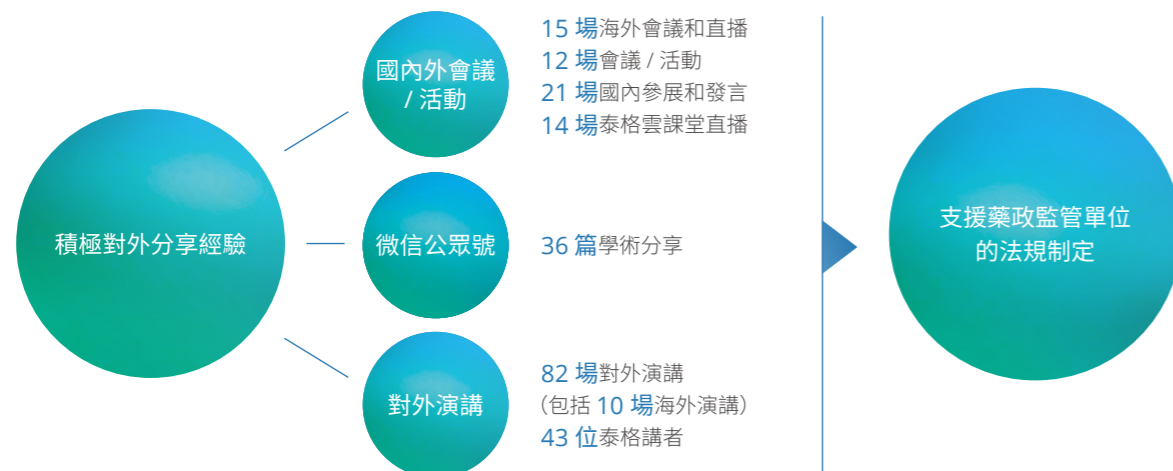 積極對外分享經驗
國內外會議
/ 活動
15 場海外會議和直播
12 場會議 / 活動
21 場國內參展和發言
14 場泰格雲課堂直播
微信公眾號
36 篇學術分享
對外演講
82 場對外演講
（包括 10 場海外演講）
43 位泰格講者
支援藥政監管單位
的法規制定